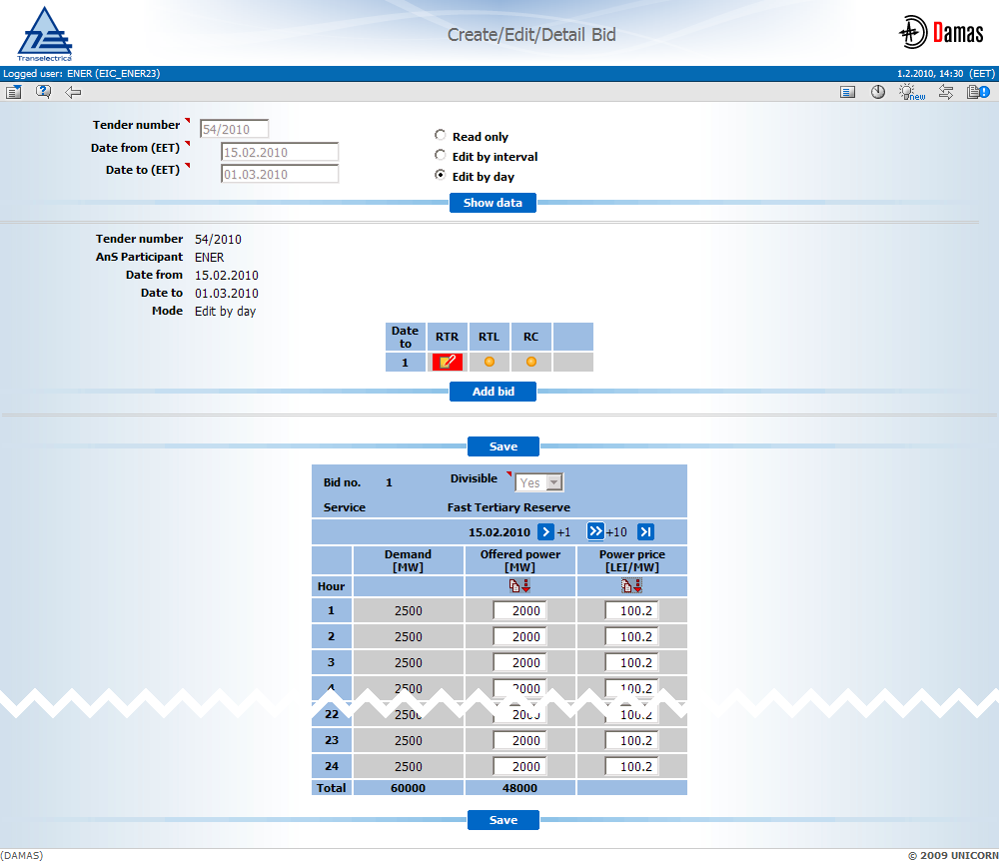 Transelectrica
Create/Edit/Detail Bid
Damas
Logged user: ENER (EIC_ENER23)
1.2.2010, 14:30 (EET)
new
Tender number 54/2010
Date from (EET) 15.02.2010
Date to (EET) 01.03.2010
Read only
Edit by interval
Edit by day
Show data
Tender number 54/2010
AnS Participant ENER
Date from 15.02.2010
Date to 01.03.2010
Mode Edit by day
Date to RTR RTL RC
1
Add bid
Save
Bid no. 1 Divisible Yes
Service Fast Tertiary Reserve
15.02.2010 +1 +10
Demand [MW] Offered power [MW] Power price [LEI/MW]
Hour
1 2500 2000 100.2
2 2500 2000 100.2
3 2500 2000 100.2
4 2500 2000 100.2
22 2500 2000 100.2
23 2500 2000 100.2
24 2500 2000 100.2
Total 60000 48000
Save
(DAMAS)
© 2009 UNICORN